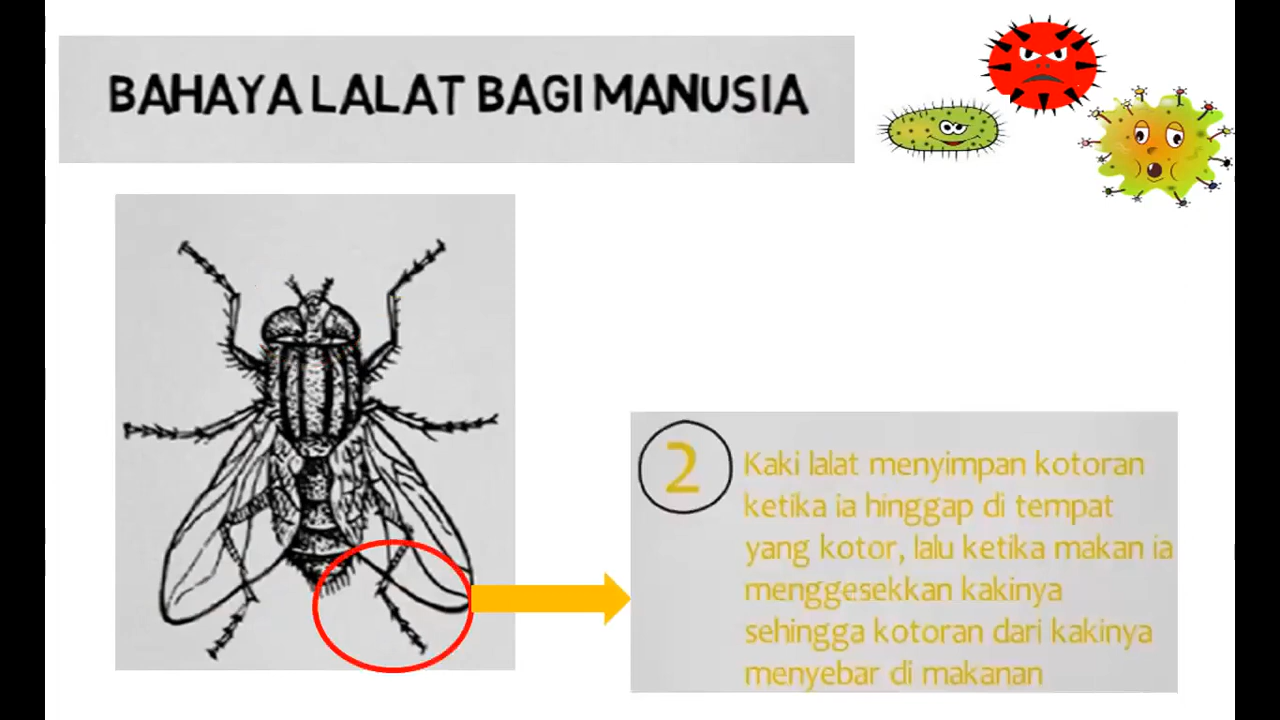 BAHAYA LALAT BAGI MANUSIA
2
Kaki lalat menyimpan kotoran
ketika ia hinggap di tempat
yang kotor, lalu ketika makan ia
menggesekkan kakinya
sehingga kotoran dari kakinya
menyebar di makanan